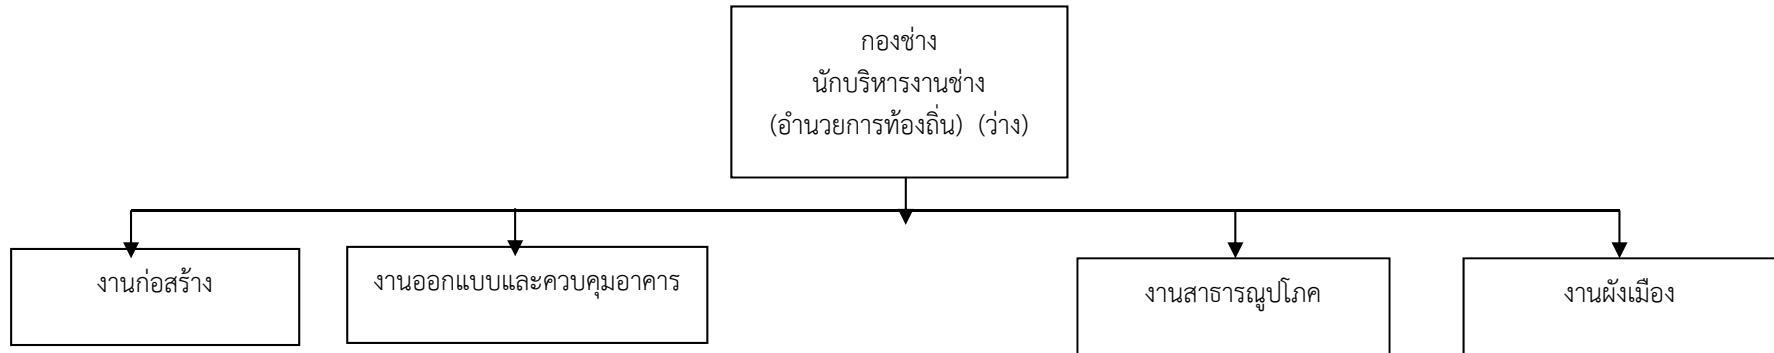 กองช่าง
นักบริหารงานช่าง
(อำนวยการท้องถิ่น) (ว่าง)
งานก่อสร้าง
งานออกแบบและควบคุมอาคาร
งานสาธารณูปโภค
งานผังเมือง